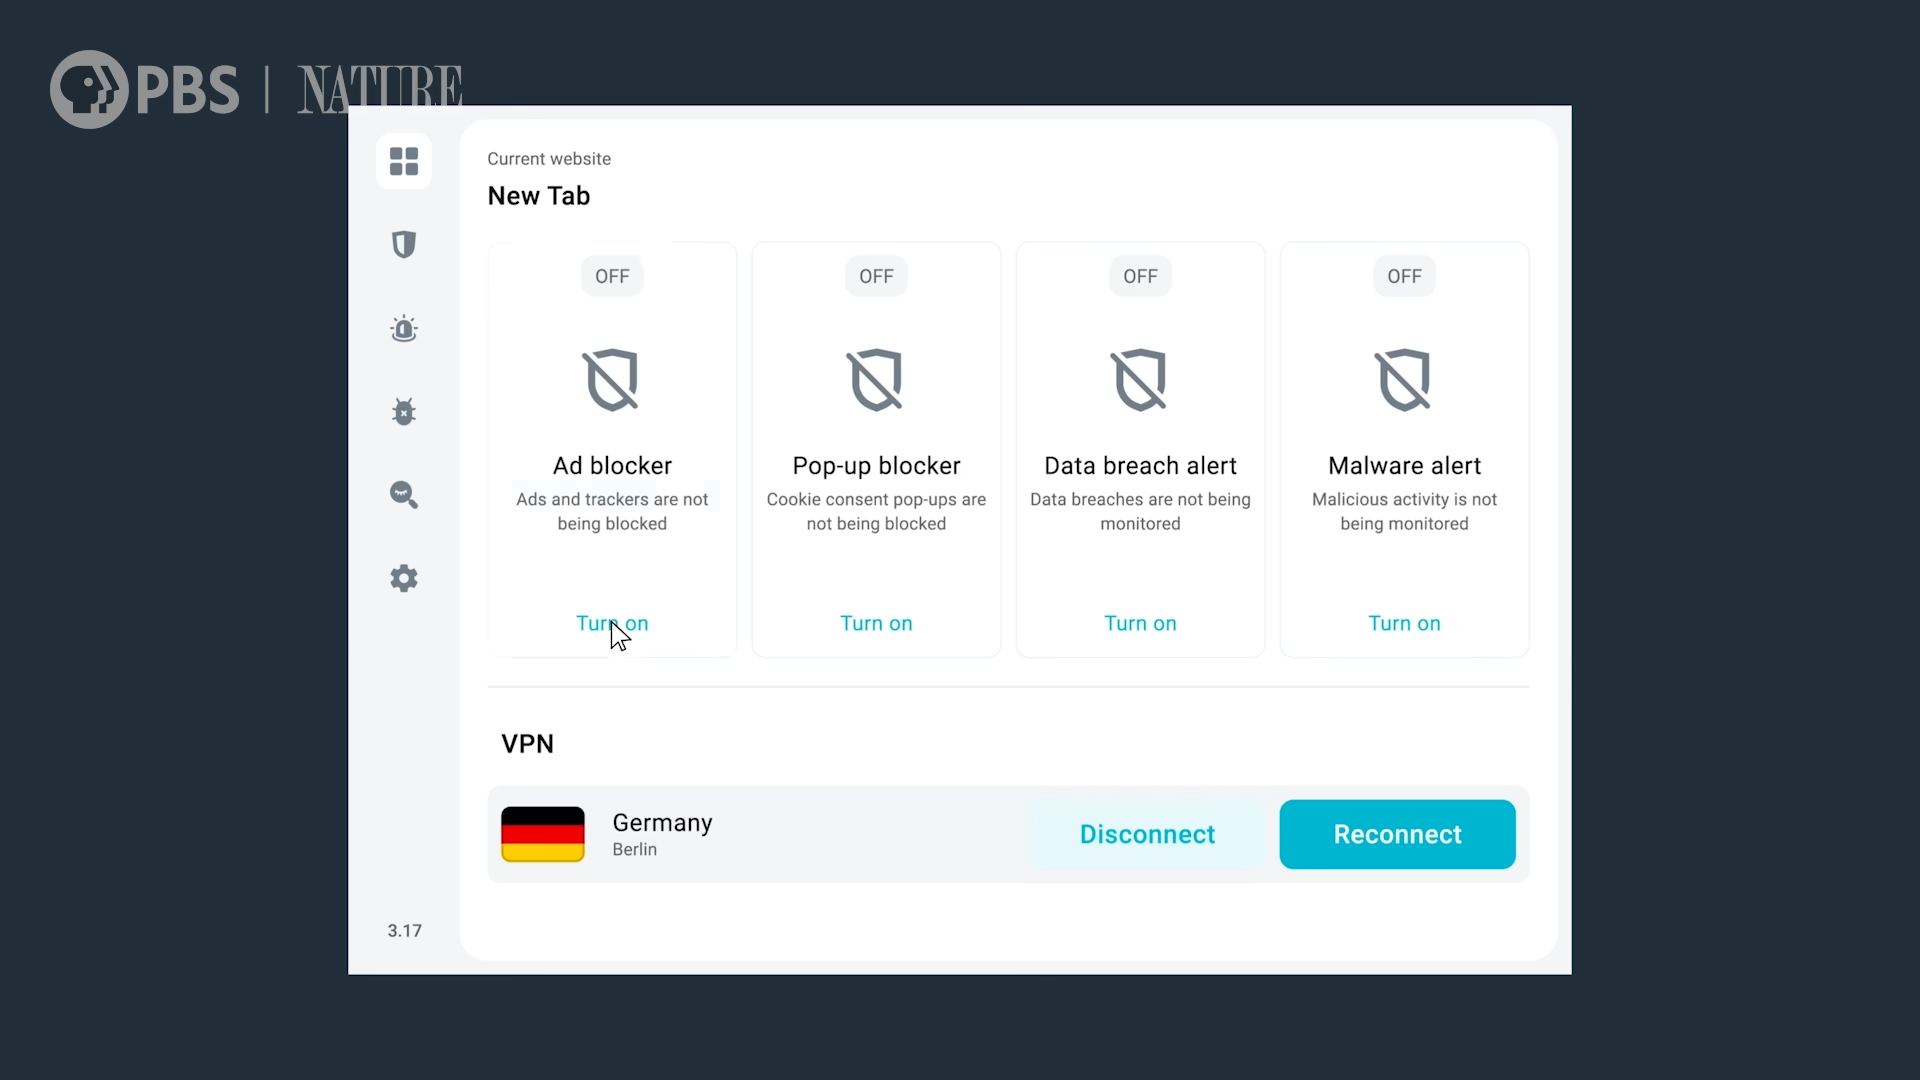 PBS | NATURE
Current website
New Tab
OFF
OFF
OFF
OFF
Ad blocker
Ads and trackers are not
being blocked
Turn on
Pop-up blocker
Cookie consent pop-ups are
not being blocked
Turn on
Data breach alert
Data breaches are not being
monitored
Turn on
Malware alert
Malicious activity is not
being monitored
Turn on
VPN
Germany
Berlin
Disconnect
Reconnect
3.17